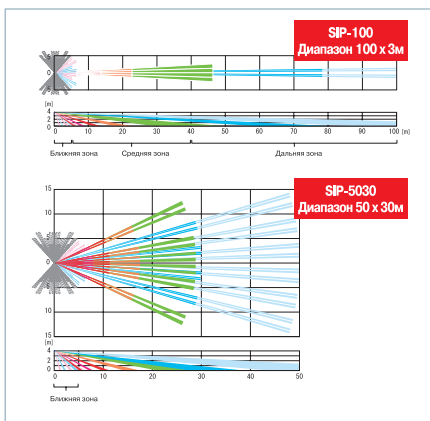 SIP-100
Диапазон 100 x 3м
5
0
5
[м]
4
2
0
0 10 20 30 40 50 60 70 80 90 100 [м]
Ближняя зона Средняя зона Дальняя зона
SIP-5030
Диапазон 50 x 30м
15
10
5
0
5
10
15
[м]
4
2
0
0 10 20 30 40 50
Ближняя зона